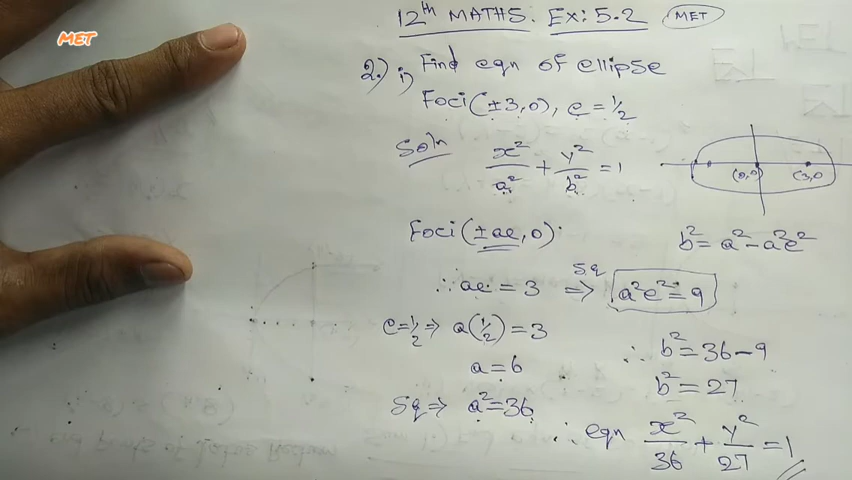 MET
12th MATHS. Ex: 5.2 MET
2.) i) Find eqn of ellipse
Foci (±3,0), e = 1/2
Soln x²/a² + y²/b² = 1
(0,0) (3,0
Foci (±ae, 0).
b² = a² - a²e²
∴ ae = 3 Sq ⇒ a²e² = 9
e = 1/2 ⇒ a(1/2) = 3
a = 6
Sq ⇒ a² = 36
∴ b² = 36 - 9
b² = 27
∴ eqn x²/36 + y²/27 = 1